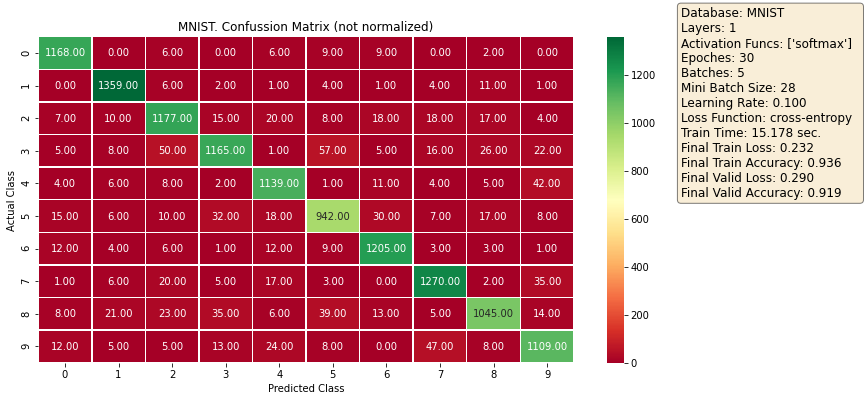 MNIST. Confussion Matrix (not normalized)
0 1168.00 0.00 6.00 0.00 6.00 9.00 9.00 0.00 2.00 0.00
1 0.00 1359.00 6.00 2.00 1.00 4.00 1.00 4.00 11.00 1.00
2 7.00 10.00 1177.00 15.00 20.00 8.00 18.00 18.00 17.00 4.00
3 5.00 8.00 50.00 1165.00 1.00 57.00 5.00 16.00 26.00 22.00
4 4.00 6.00 8.00 2.00 1139.00 1.00 11.00 4.00 5.00 42.00
5 15.00 6.00 10.00 32.00 18.00 942.00 30.00 7.00 17.00 8.00
6 12.00 4.00 6.00 1.00 12.00 9.00 1205.00 3.00 3.00 1.00
7 1.00 6.00 20.00 5.00 17.00 3.00 0.00 1270.00 2.00 35.00
8 8.00 21.00 23.00 35.00 6.00 39.00 13.00 5.00 1045.00 14.00
9 12.00 5.00 5.00 13.00 24.00 8.00 0.00 47.00 8.00 1109.00
0 1 2 3 4 5 6 7 8 9
Actual Class
Predicted Class
1200
1000
800
600
400
200
0
Database: MNIST
Layers: 1
Activation Funcs: ['softmax']
Epoches: 30
Batches: 5
Mini Batch Size: 28
Learning Rate: 0.100
Loss Function: cross-entropy
Train Time: 15.178 sec.
Final Train Loss: 0.232
Final Train Accuracy: 0.936
Final Valid Loss: 0.290
Final Valid Accuracy: 0.919